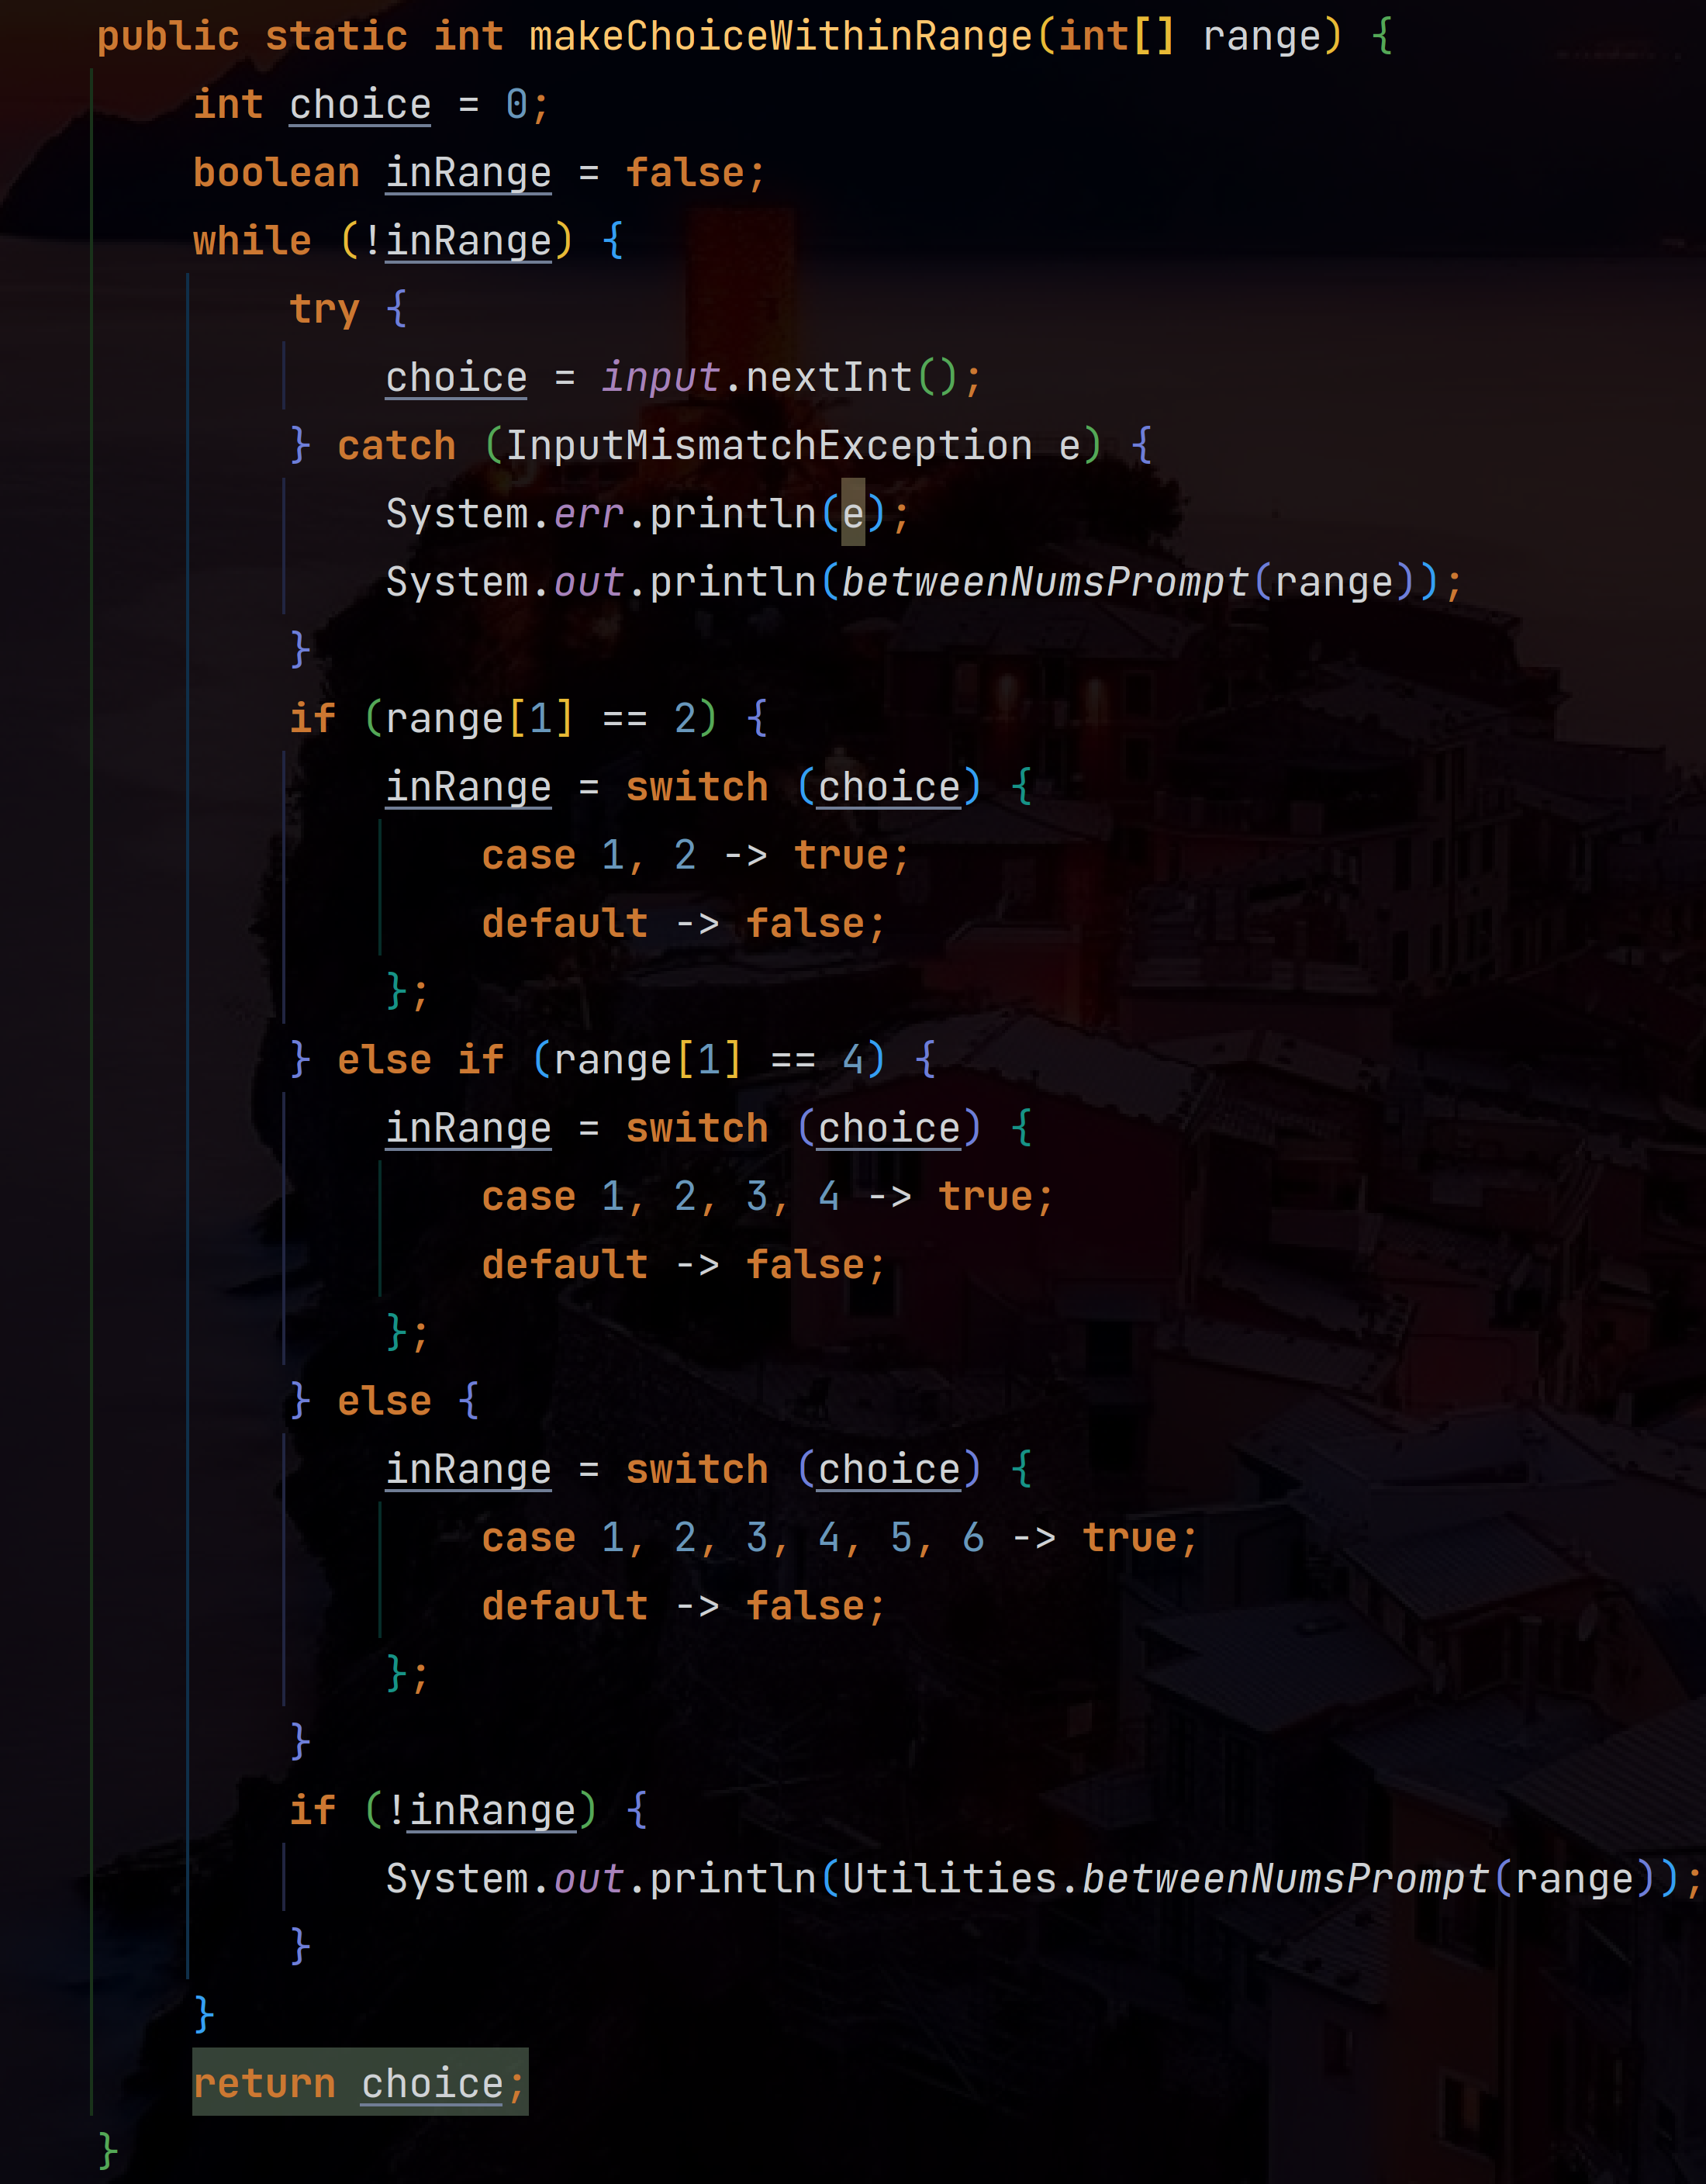 public static int makeChoiceWithinRange(int[] range) {
    int choice = 0;
    boolean inRange = false;
    while (!inRange) {
        try {
            choice = input.nextInt();
        } catch (InputMismatchException e) {
            System.err.println(e);
            System.out.println(betweenNumsPrompt(range));
        }
        if (range[1] == 2) {
            inRange = switch (choice) {
                case 1, 2 -> true;
                default -> false;
            };
        } else if (range[1] == 4) {
            inRange = switch (choice) {
                case 1, 2, 3, 4 -> true;
                default -> false;
            };
        } else {
            inRange = switch (choice) {
                case 1, 2, 3, 4, 5, 6 -> true;
                default -> false;
            };
        }
        if (!inRange) {
            System.out.println(Utilities.betweenNumsPrompt(range));
        }
    }
    return choice;
}